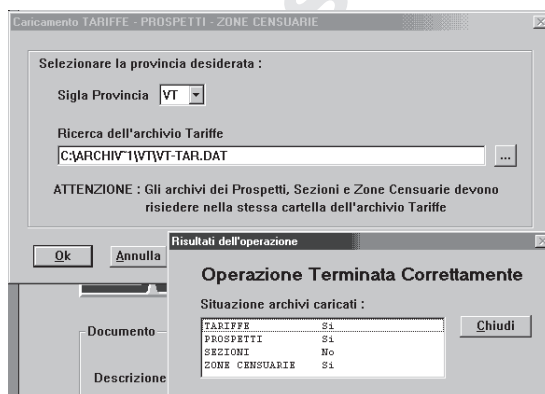 Caricamento TARIFFE - PROSPETTI - ZONE CENSUARIE
Selezionare la provincia desiderata :
Sigla Provincia VT
Ricerca dell'archivio Tariffe
C:\ARCHIV~1\VT\VT-TAR.DAT ...
ATTENZIONE : Gli archivi dei Prospetti, Sezioni e Zone Censuarie devono
risiedere nella stessa cartella dell'archivio Tariffe
Ok Annulla
Risultati dell'operazione
Operazione Terminata Correttamente
Situazione archivi caricati :
TARIFFE Si
PROSPETTI Si
SEZIONI No
ZONE CENSUARIE Si
Chiudi
Documento
Descrizione